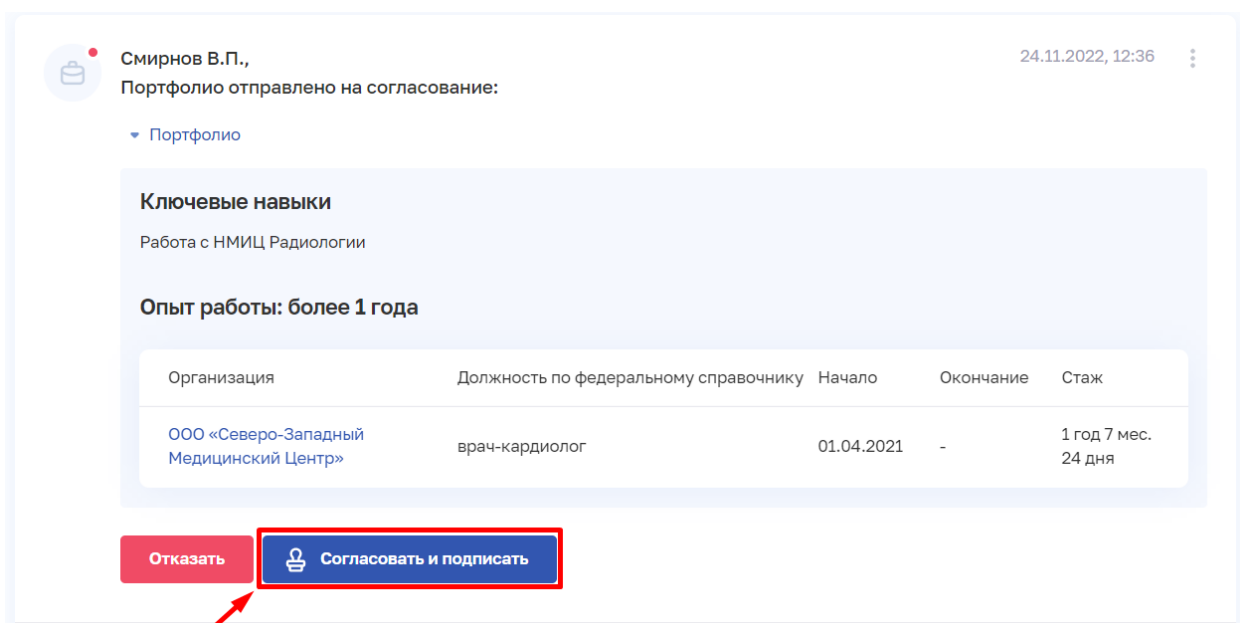 Смирнов В.П.,
24.11.2022, 12:36
Портфолио отправлено на согласование:
Портфолио
Ключевые навыки
Работа с НМИЦ Радиологии
Опыт работы: более 1 года
Организация Должность по федеральному справочнику Начало Окончание Стаж
ООО «Северо-Западный
Медицинский Центр»
врач-кардиолог
01.04.2021
-
1 год 7 мес.
24 дня
Отказать
Согласовать и подписать